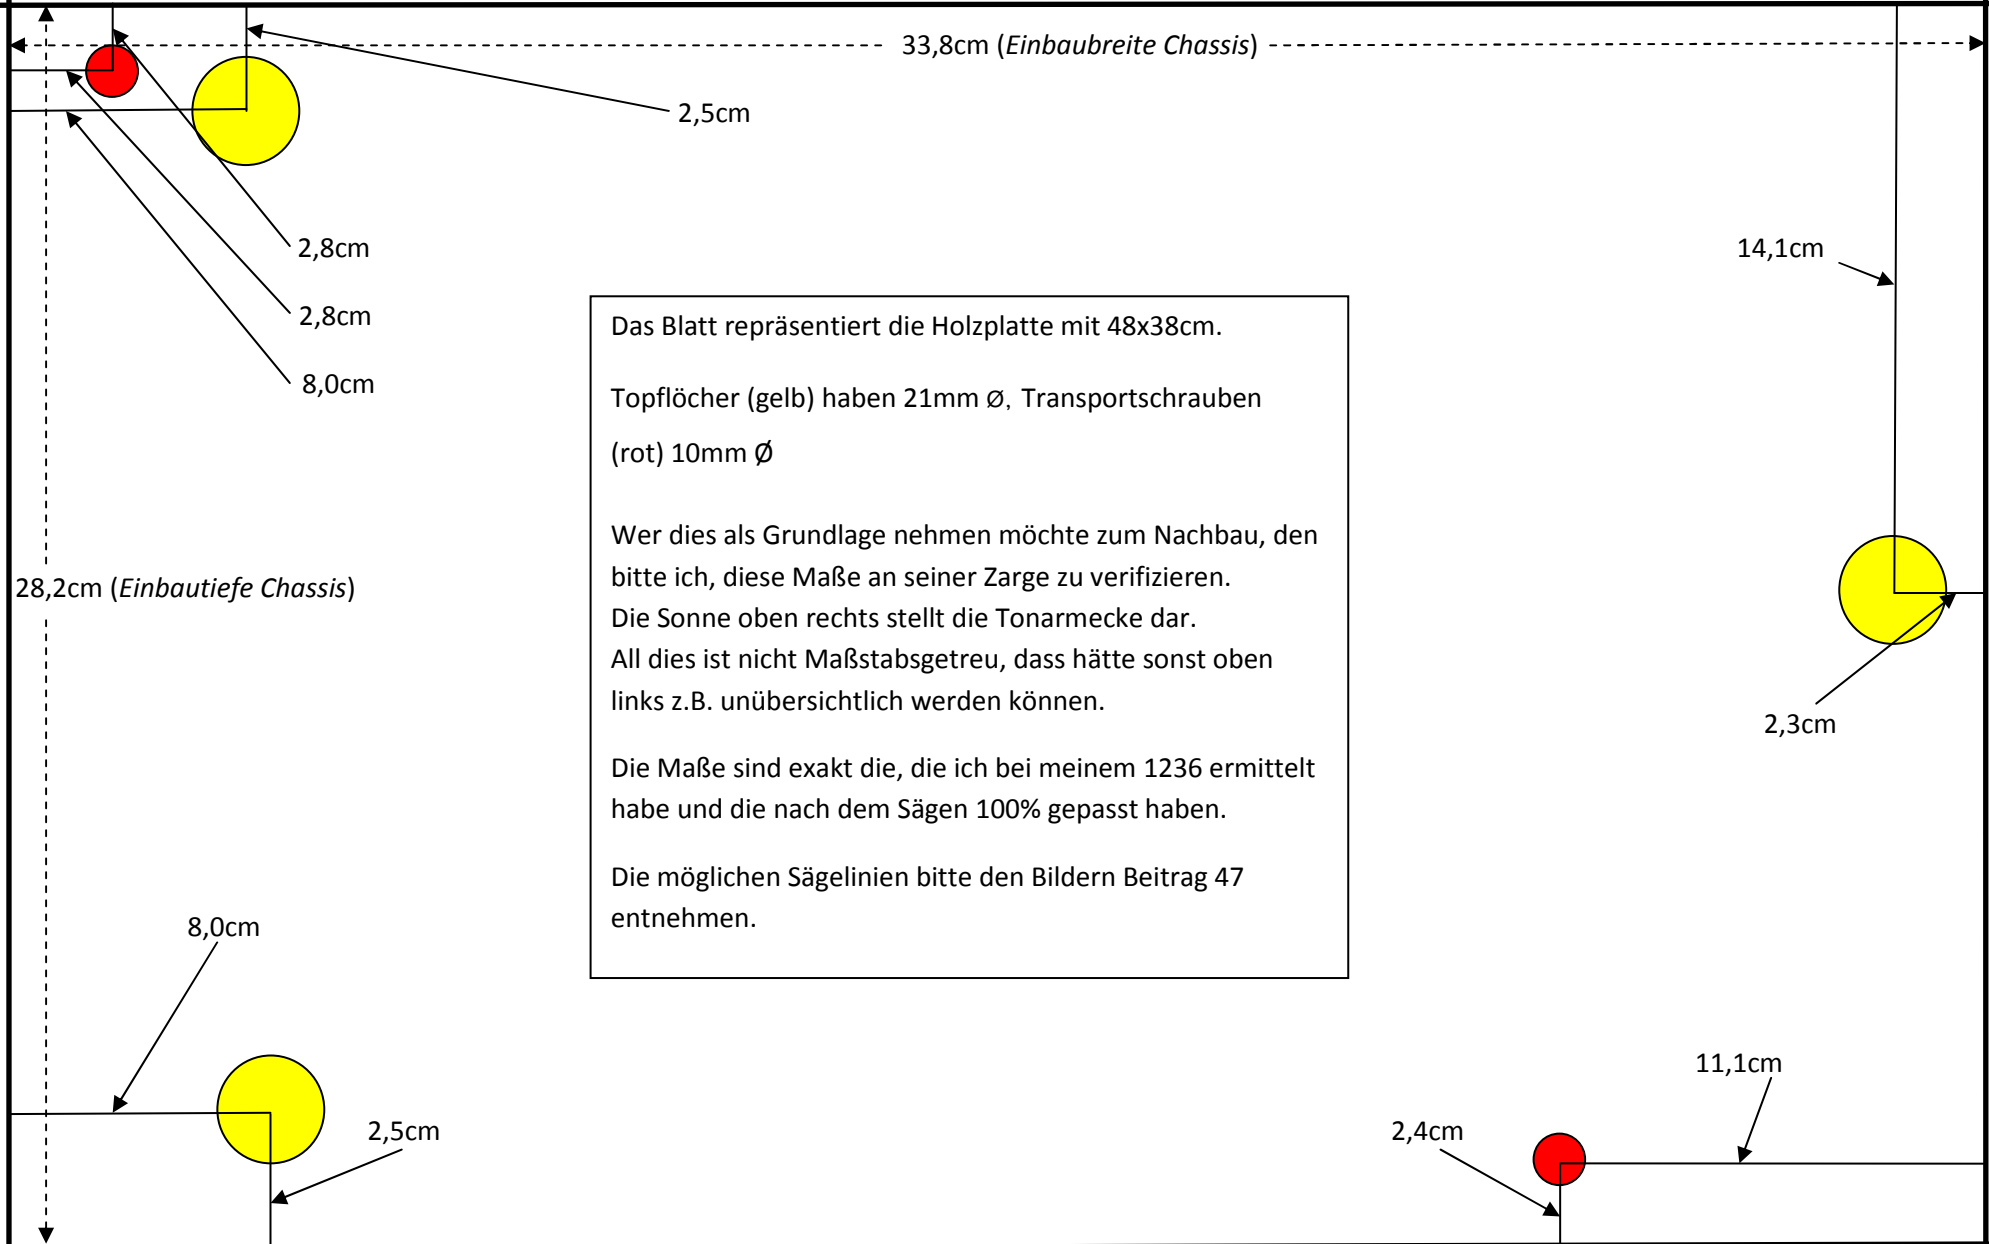 33,8cm (Einbaubreite Chassis)
2,5cm
2,8cm
14,1cm
2,8cm
8,0cm
Das Blatt repräsentiert die Holzplatte mit 48x38cm.
Topflöcher (gelb) haben 21mm Ø, Transportschrauben
(rot) 10mm Ø
Wer dies als Grundlage nehmen möchte zum Nachbau, den
bitte ich, diese Maße an seiner Zarge zu verifizieren.
Die Sonne oben rechts stellt die Tonarmecke dar.
All dies ist nicht Maßstabsgetreu, dass hätte sonst oben
links z.B. unübersichtlich werden können.
Die Maße sind exakt die, die ich bei meinem 1236 ermittelt
habe und die nach dem Sägen 100% gepasst haben.
Die möglichen Sägelinien bitte den Bildern Beitrag 47
entnehmen.
28,2cm (Einbautiefe Chassis)
2,3cm
8,0cm
2,5cm
11,1cm
2,4cm